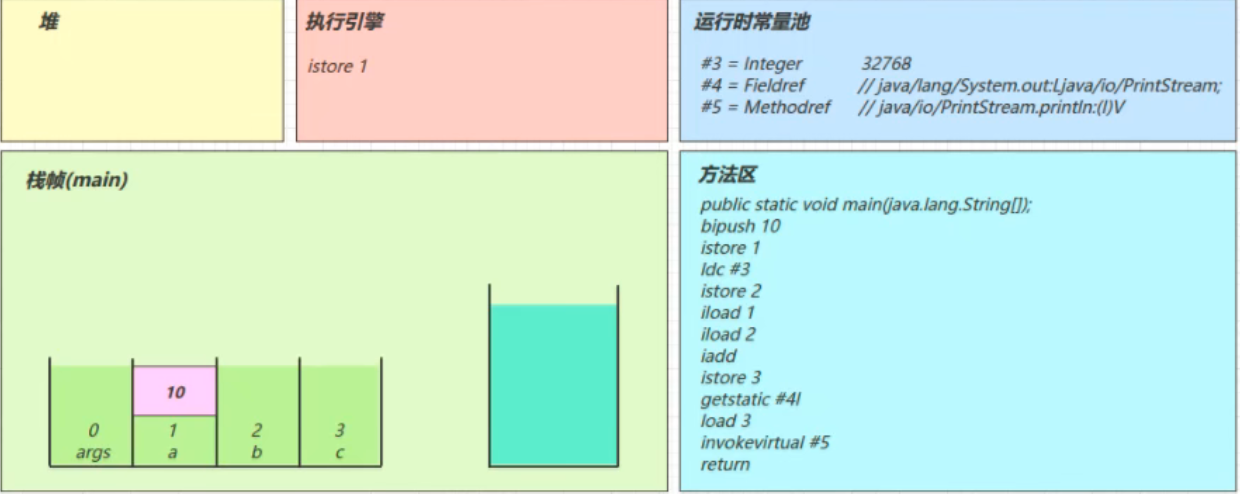 堆
执行引擎
istore 1
运行时常量池
#3 = Integer 32768
#4 = Fieldref // java/lang/System.out:Ljava/io/PrintStream;
#5 = Methodref // java/io/PrintStream.println:(I)V
栈帧(main)
10
0 1 2 3
args a b c
方法区
public static void main(java.lang.String[]);
bipush 10
istore 1
ldc #3
istore 2
iload 1
iload 2
iadd
istore 3
getstatic #4l
load 3
invokevirtual #5
return